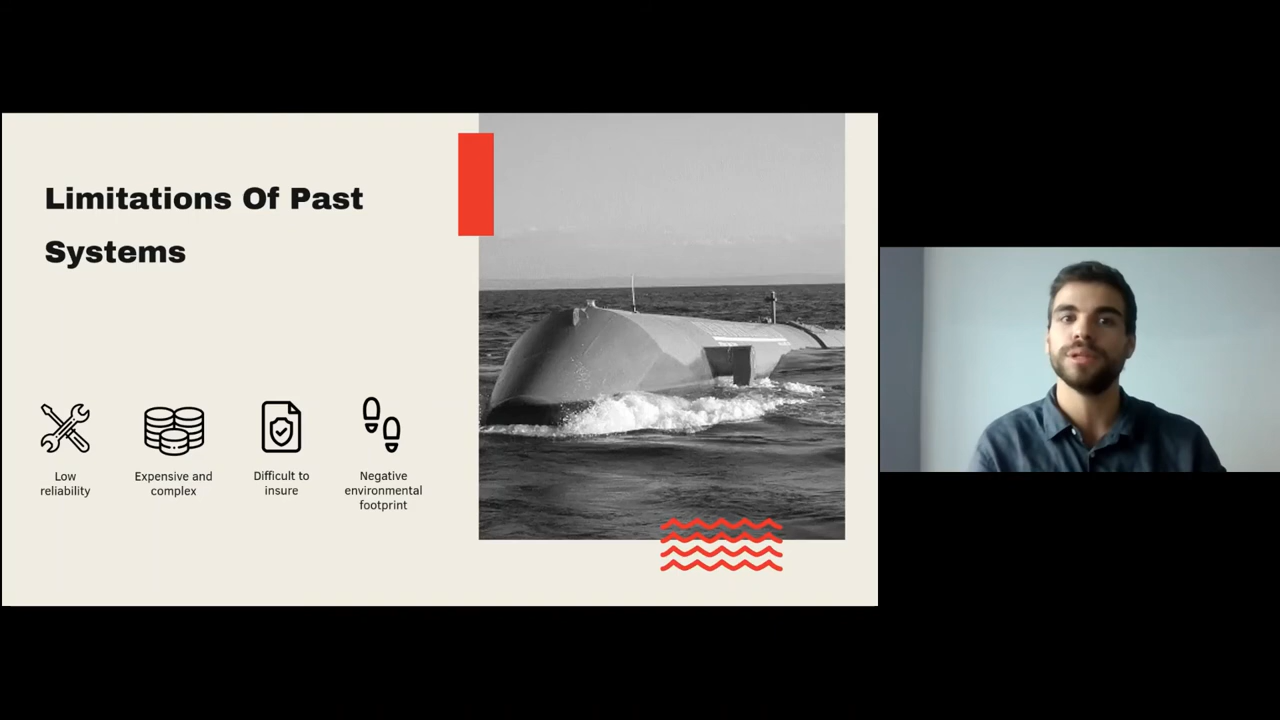 Limitations Of Past
Systems
Low
reliability
Expensive and
complex
Difficult to
insure
Negative
environmental
footprint